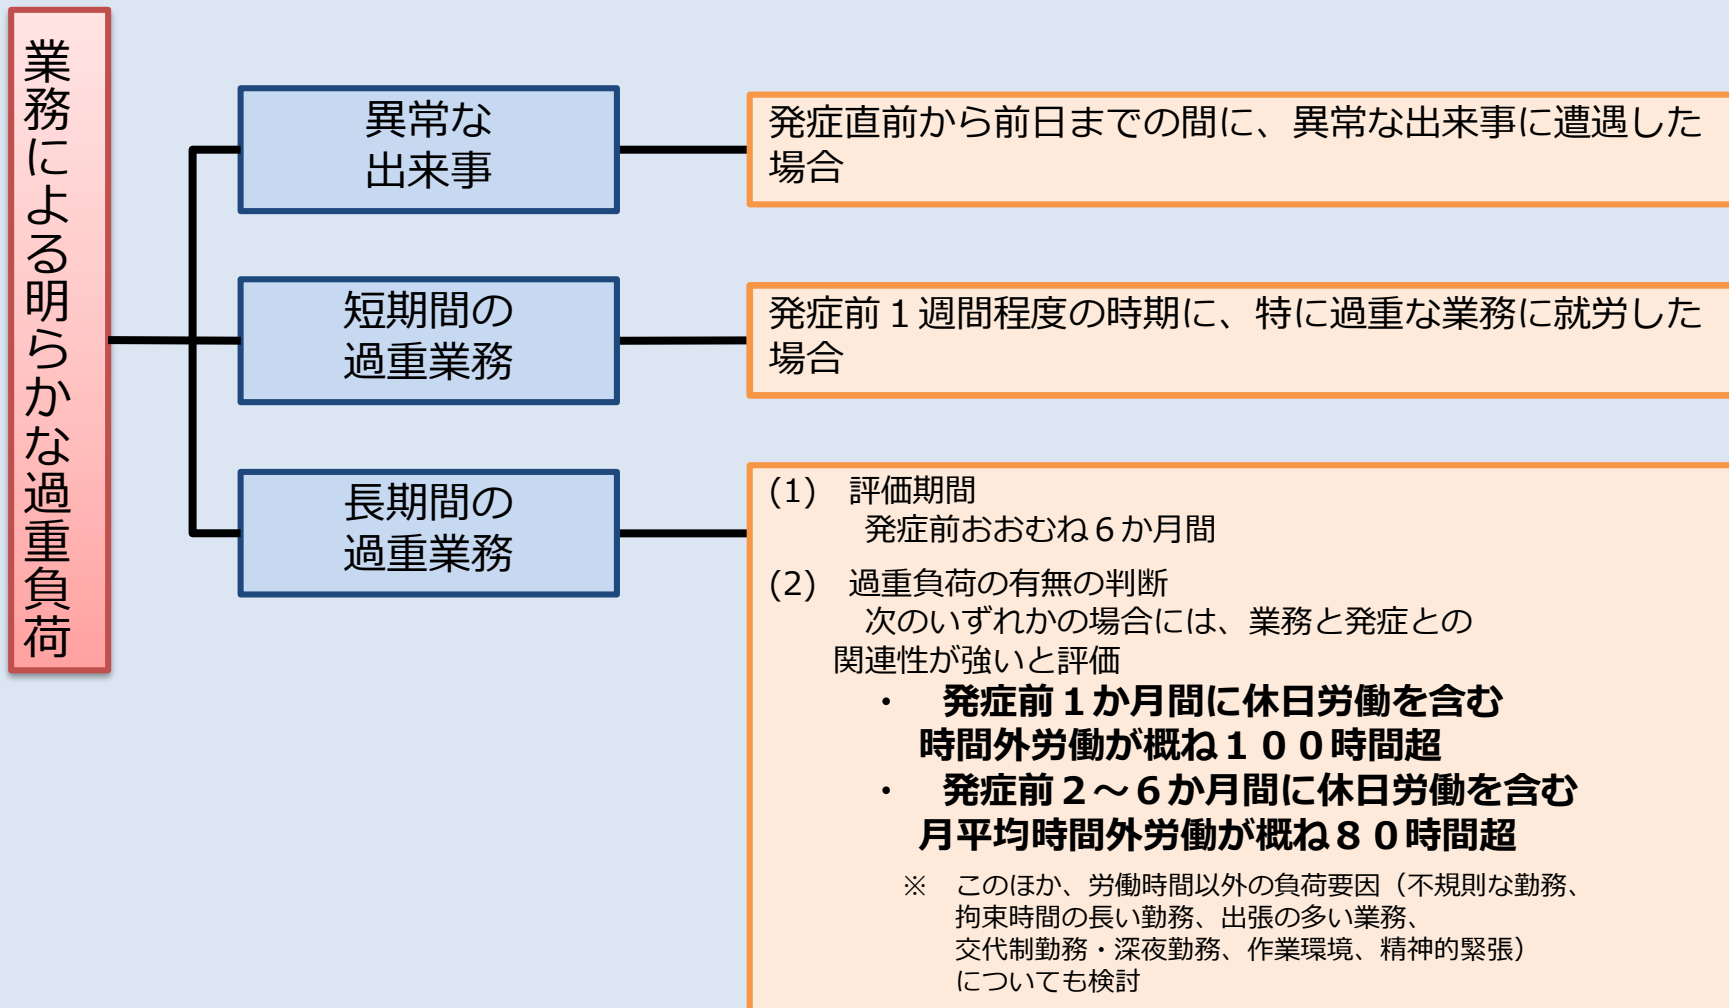 業務による明らかな過重負荷
異常な
出来事
発症直前から前日までの間に、異常な出来事に遭遇した
場合
短期間の
過重業務
発症前１週間程度の時期に、特に過重な業務に就労した
場合
長期間の
過重業務
(1)　評価期間
発症前おおむね６か月間
(2)　過重負荷の有無の判断
次のいずれかの場合には、業務と発症との
関連性が強いと評価
・　発症前１か月間に休日労働を含む
時間外労働が概ね１００時間超
・　発症前２～６か月間に休日労働を含む
月平均時間外労働が概ね８０時間超
※　このほか、労働時間以外の負荷要因（不規則な勤務、
拘束時間の長い勤務、出張の多い業務、
交代制勤務・深夜勤務、作業環境、精神的緊張）
についても検討